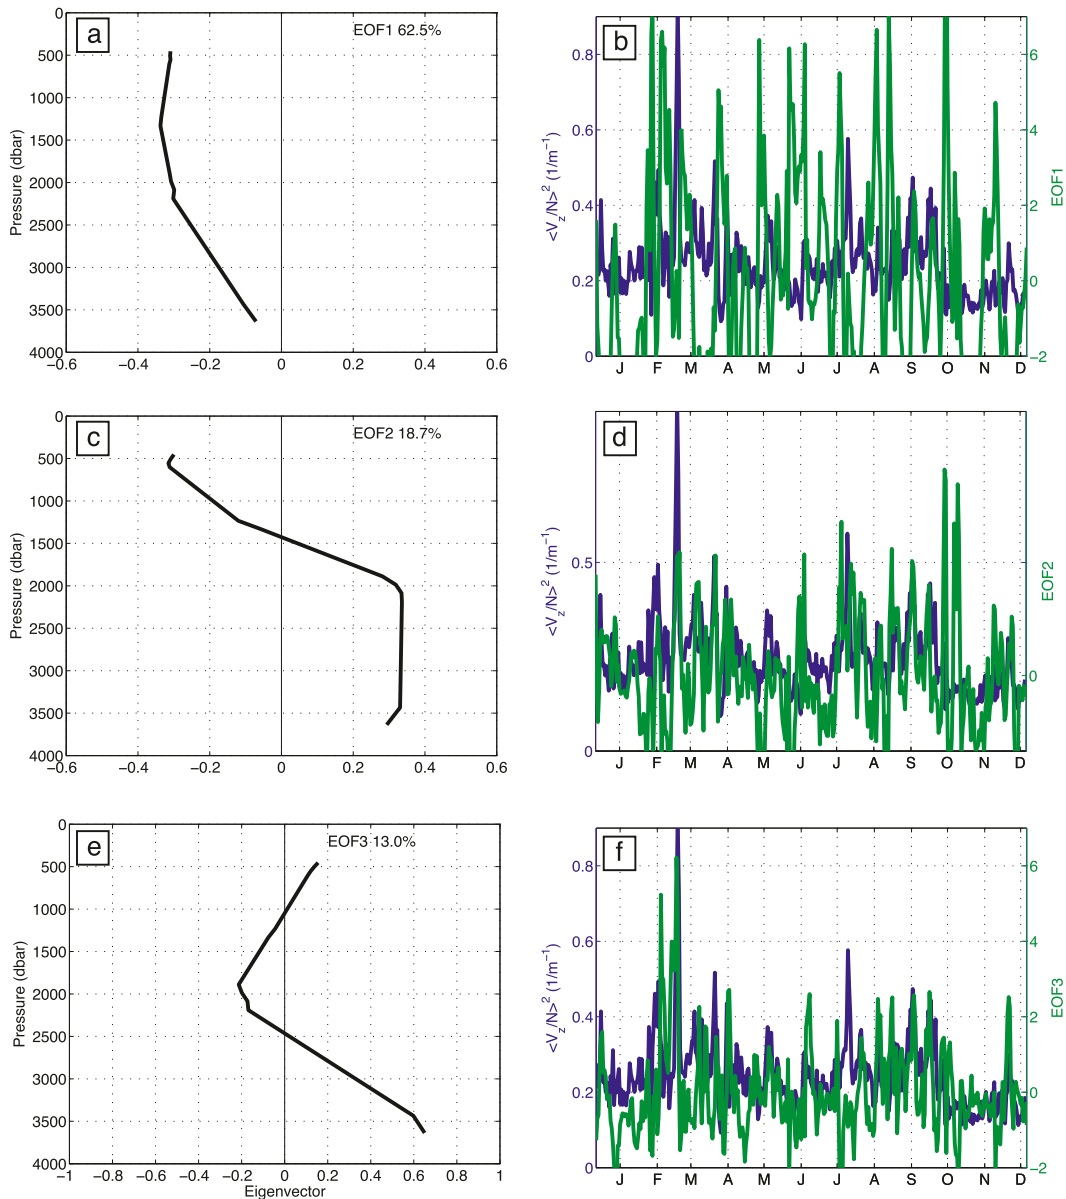 a
EOF1 62.5%
0
500
1000
1500
2000
2500
3000
3500
4000
Pressure (dbar)
−0.6 −0.4 −0.2 0 0.2 0.4 0.6
b
0.8
0.6
0.4
0.2
0
<V_z/N>² (1/m⁻¹)
6
4
2
0
−2
EOF1
J F M A M J J A S O N D
c
EOF2 18.7%
0
500
1000
1500
2000
2500
3000
3500
4000
Pressure (dbar)
−0.6 −0.4 −0.2 0 0.2 0.4 0.6
d
0.5
0
<V_z/N>² (1/m⁻¹)
0
EOF2
J F M A M J J A S O N D
e
EOF3 13.0%
0
500
1000
1500
2000
2500
3000
3500
4000
Pressure (dbar)
−1 −0.8 −0.6 −0.4 −0.2 0 0.2 0.4 0.6 0.8 1
Eigenvector
f
0.8
0.6
0.4
0.2
0
<V_z/N>² (1/m⁻¹)
6
4
2
0
−2
EOF3
J F M A M J J A S O N D